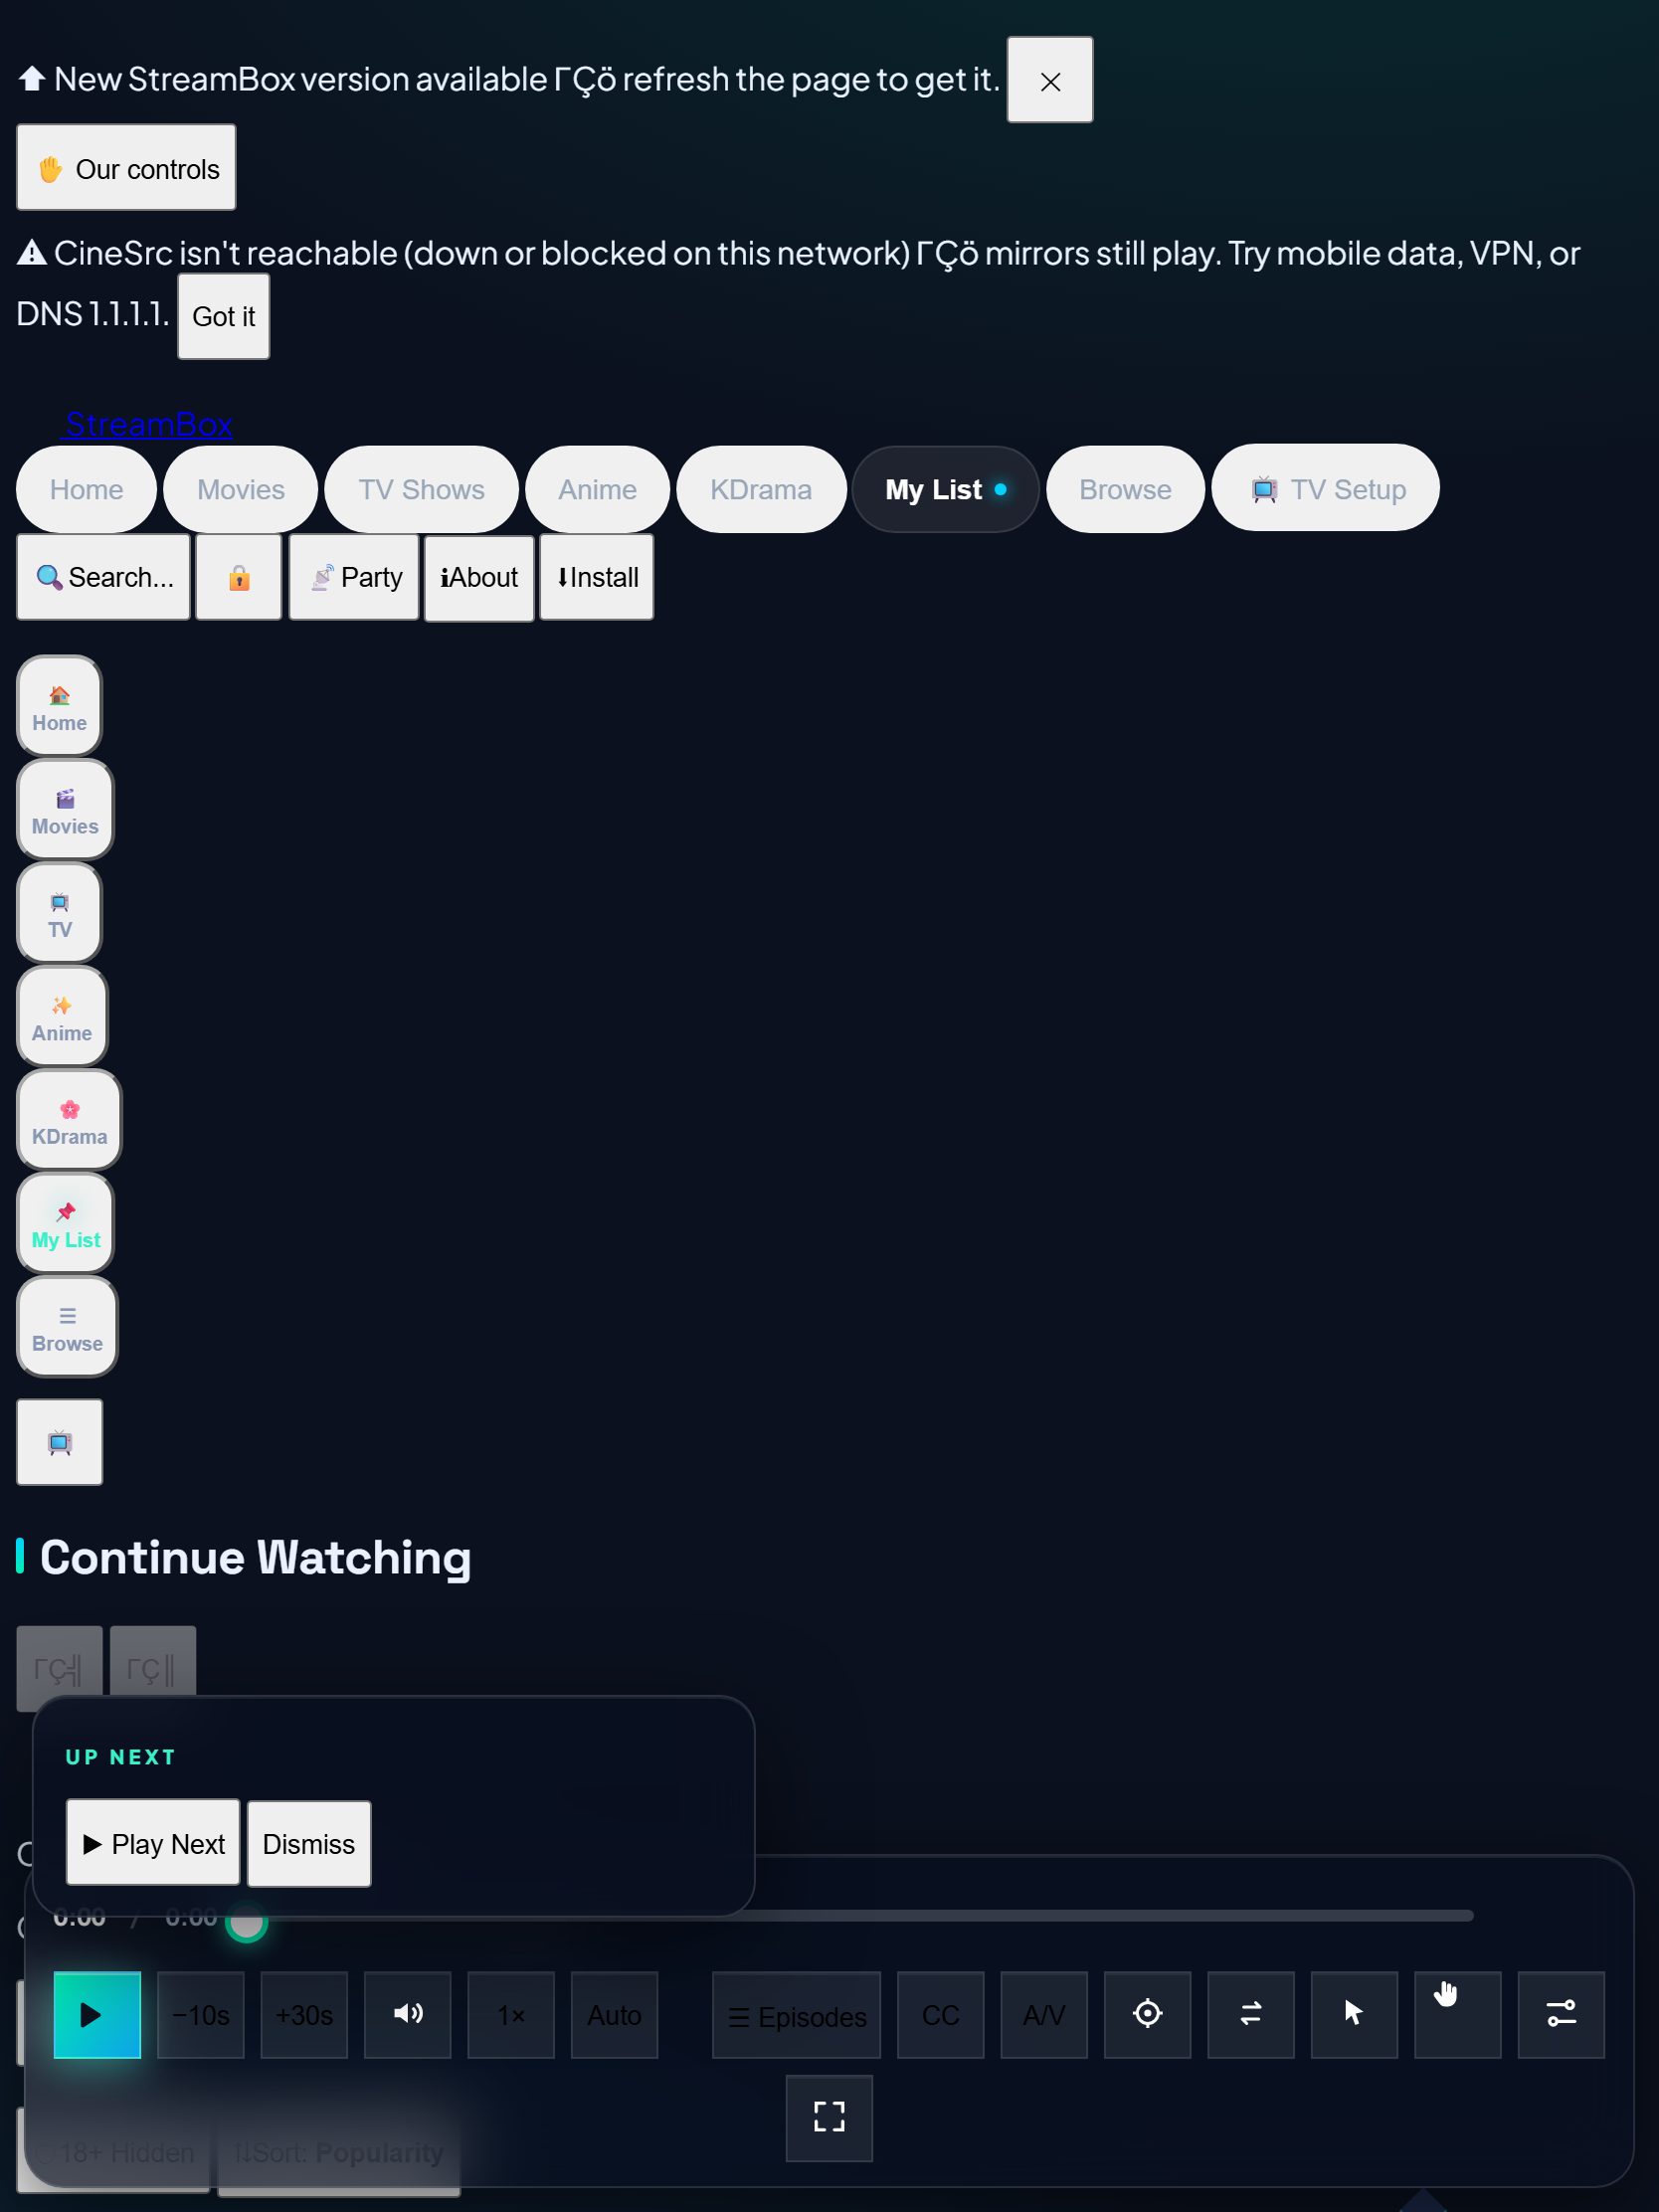 New StreamBox version available ΓÇö refresh the page to get it. ×
✋ Our controls
⚠ CineSrc isn't reachable (down or blocked on this network) ΓÇö mirrors still play. Try mobile data, VPN, or
DNS 1.1.1.1. Got it
StreamBox
Home Movies TV Shows Anime KDrama My List Browse TV Setup
Search... Party ℹAbout ⬇Install
Home
Movies
TV
Anime
KDrama
My List
Browse
Continue Watching
ΓÇ╣ ΓÇ║
UP NEXT
▶ Play Next Dismiss
0:00 / 0:00
−10s +30s 1× Auto ☰ Episodes CC A/V
18+ Hidden ⇅Sort: Popularity